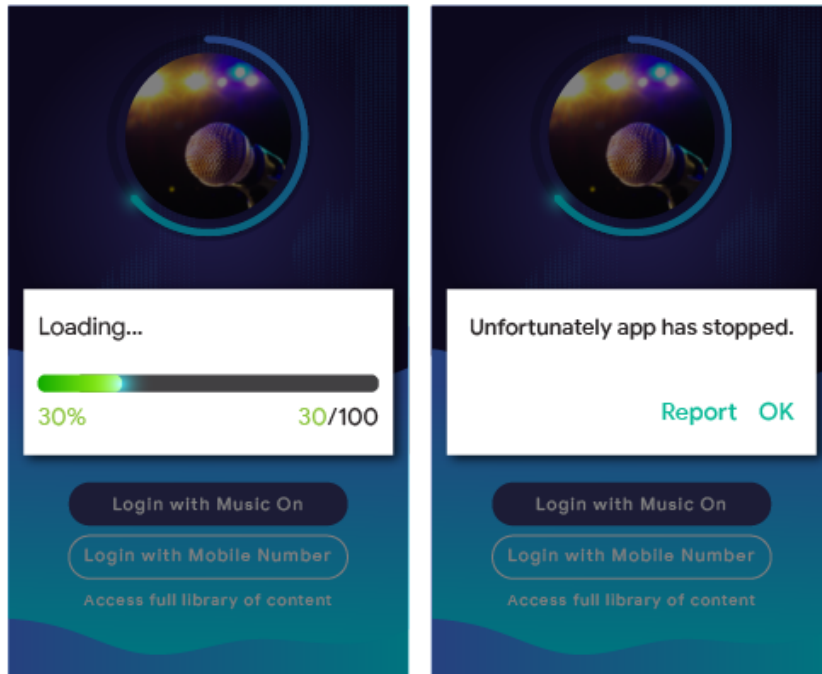 Loading...
30%
30/100
Login with Music On
Login with Mobile Number
Access full library of content
Unfortunately app has stopped.
Report OK
Login with Music On
Login with Mobile Number
Access full library of content